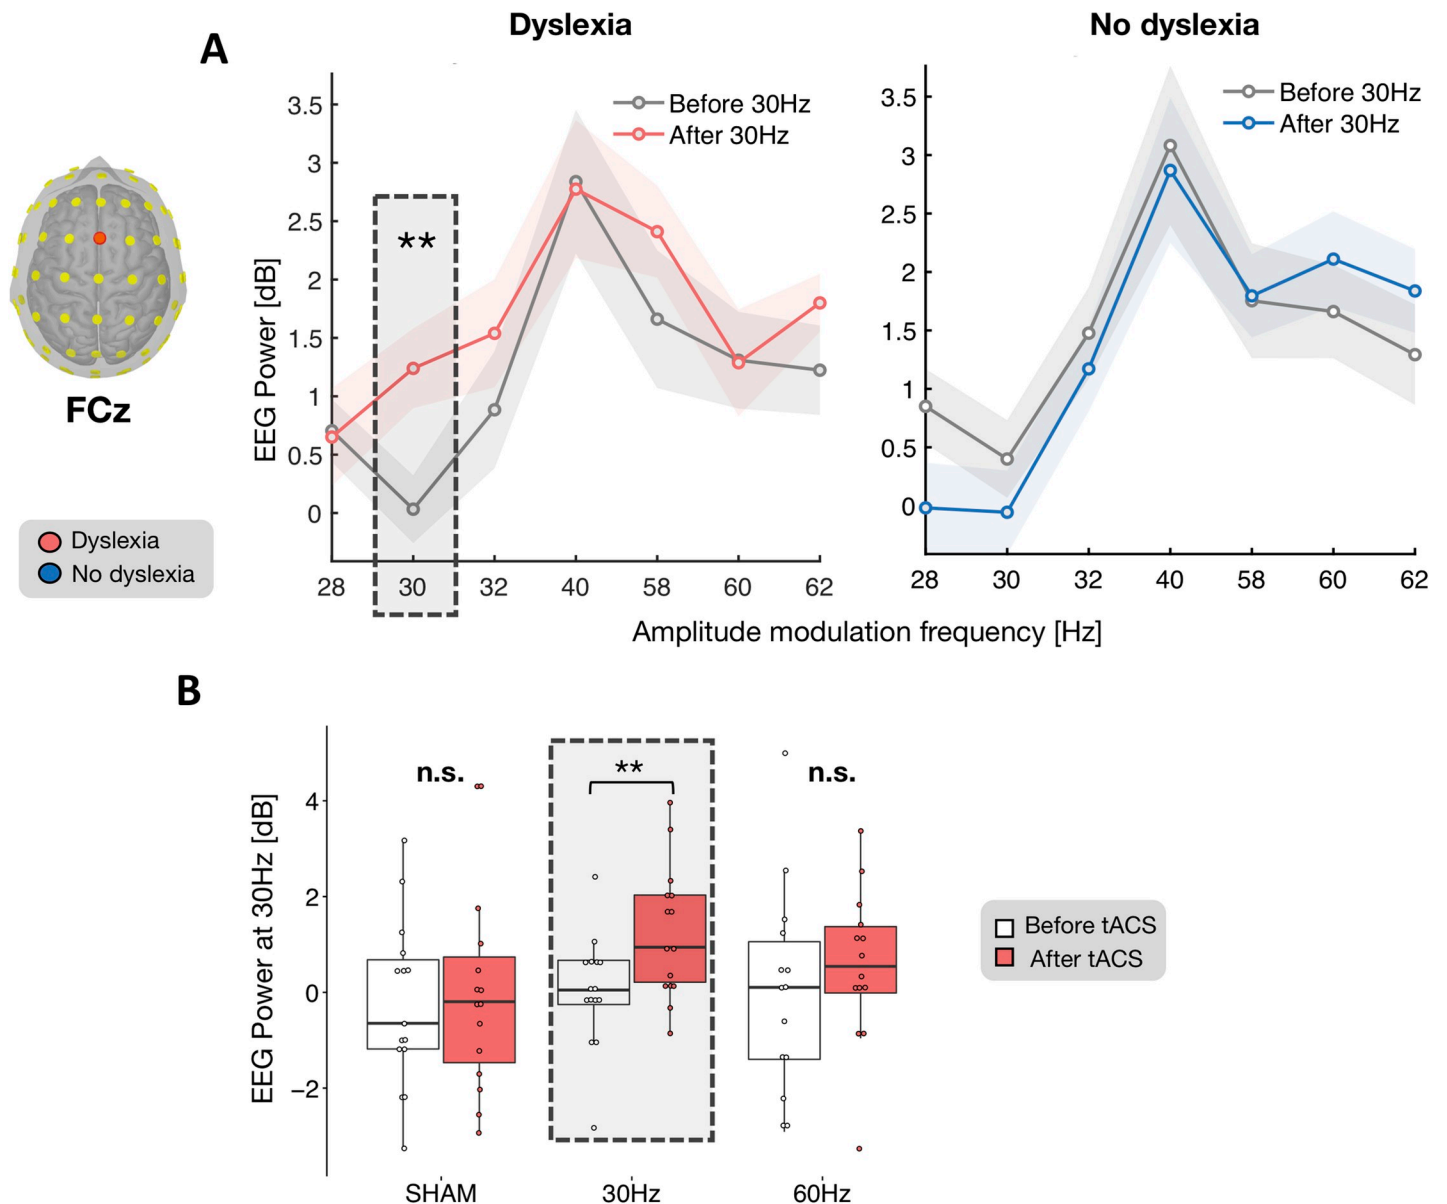 A
Dyslexia
No dyslexia
3.5
3
2.5
2
1.5
1
0.5
0
EEG Power [dB]
Before 30Hz
After 30Hz
**
28 30 32 40 58 60 62
3.5
3
2.5
2
1.5
1
0.5
0
Before 30Hz
After 30Hz
28 30 32 40 58 60 62
Amplitude modulation frequency [Hz]
FCz
Dyslexia
No dyslexia
B
EEG Power at 30Hz [dB]
4
2
0
−2
n.s.
**
n.s.
SHAM 30Hz 60Hz
Before tACS
After tACS